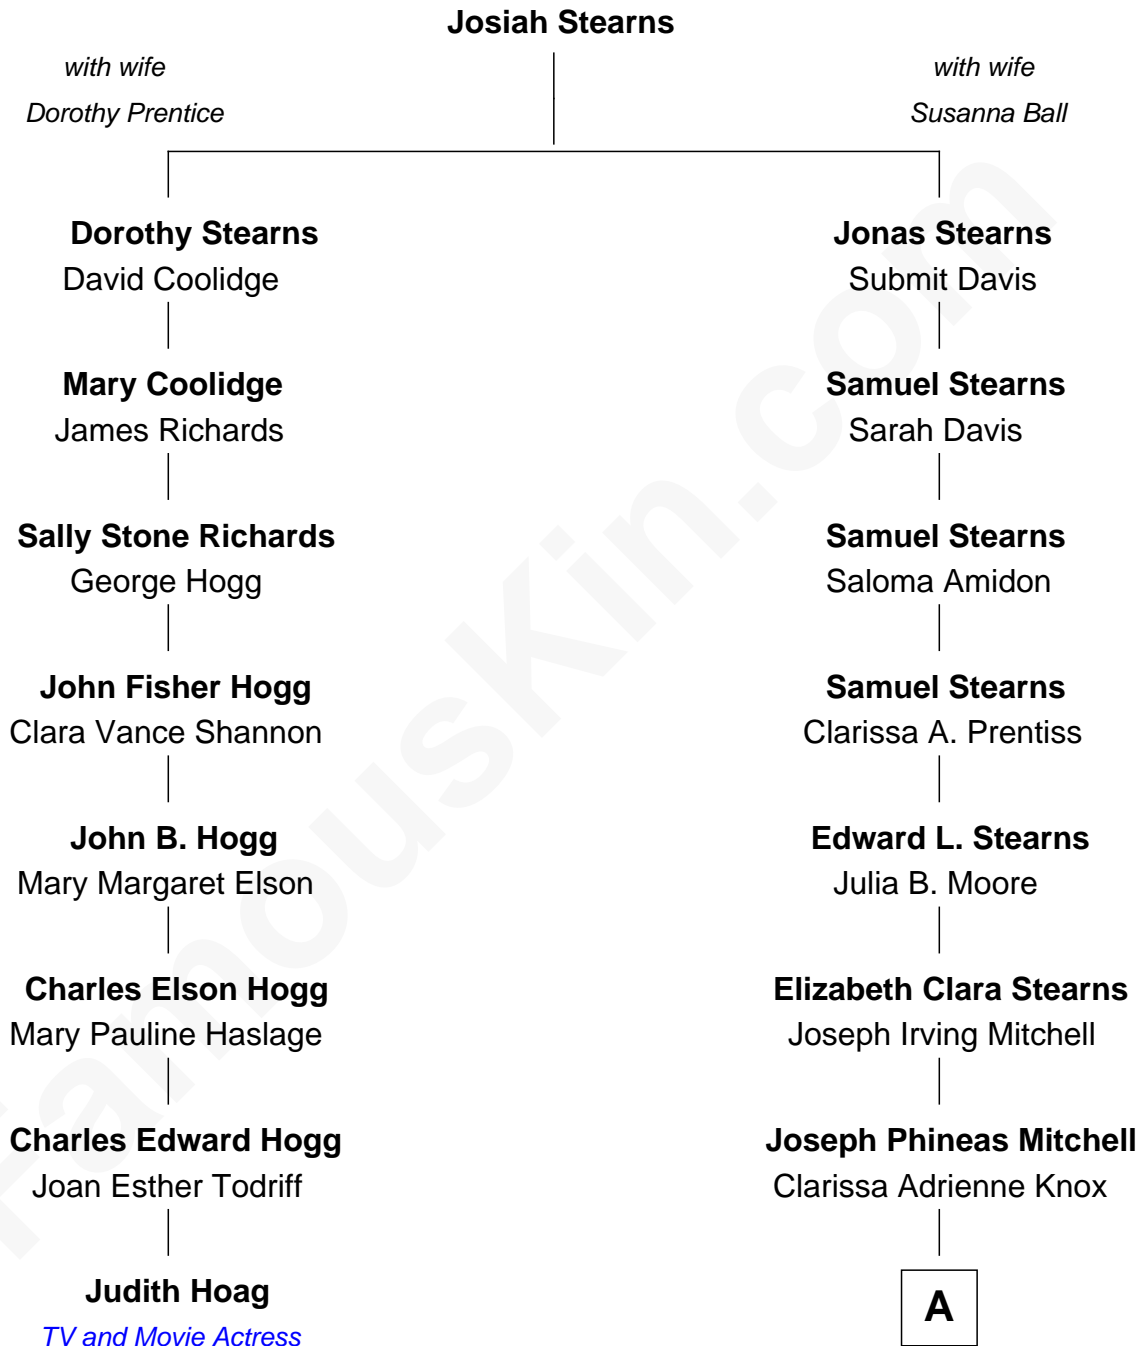 Josiah Stearns
with wife
Dorothy Prentice
with wife
Susanna Ball
Dorothy Stearns
David Coolidge
Jonas Stearns
Submit Davis
Mary Coolidge
James Richards
Samuel Stearns
Sarah Davis
Sally Stone Richards
George Hogg
Samuel Stearns
Saloma Amidon
John Fisher Hogg
Clara Vance Shannon
Samuel Stearns
Clarissa A. Prentiss
John B. Hogg
Mary Margaret Elson
Edward L. Stearns
Julia B. Moore
Charles Elson Hogg
Mary Pauline Haslage
Elizabeth Clara Stearns
Joseph Irving Mitchell
Charles Edward Hogg
Joan Esther Todriff
Joseph Phineas Mitchell
Clarissa Adrienne Knox
Judith Hoag
TV and Movie Actress
A
FamousKin.com